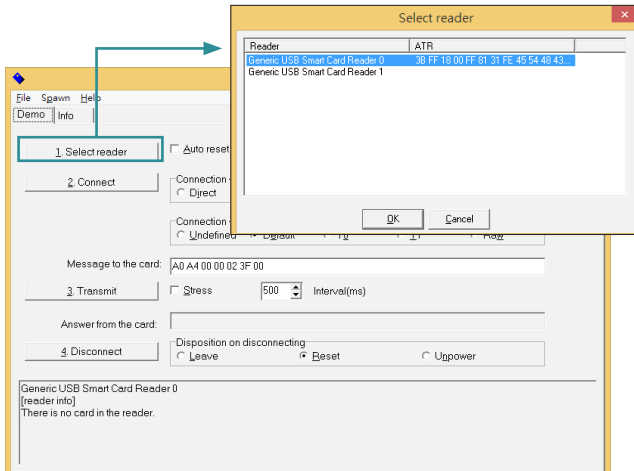 Select reader
×
Reader ATR
Generic USB Smart Card Reader 0 3B FF 18 00 FF 81 31 FE 45 54 48 43...
Generic USB Smart Card Reader 1
OK Cancel
File Spawn Help
Demo Info
1. Select reader Auto reset
2. Connect Connection
Direct
Connection
Undefined Default T0 T1 Raw
Message to the card: A0 A4 00 00 02 3F 00
3. Transmit Stress 500 Interval(ms)
Answer from the card:
4. Disconnect Disposition on disconnecting
Leave Reset Unpower
Generic USB Smart Card Reader 0
[reader info]
There is no card in the reader.